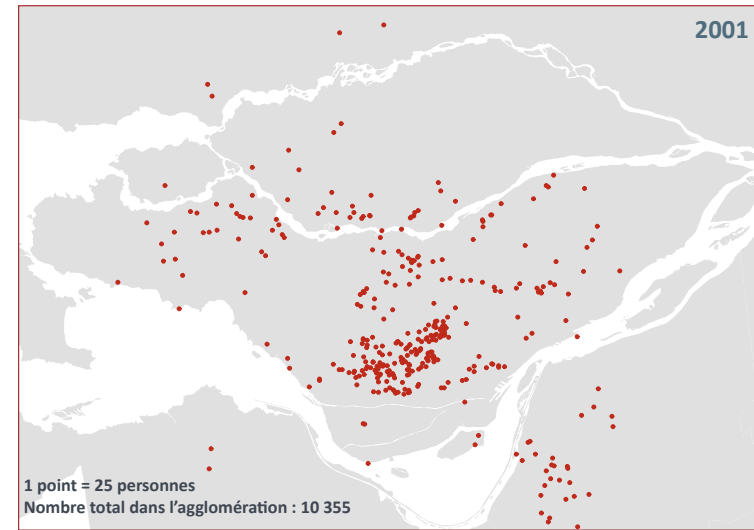 2001
1 point = 25 personnes
Nombre total dans l’agglomération : 10 355